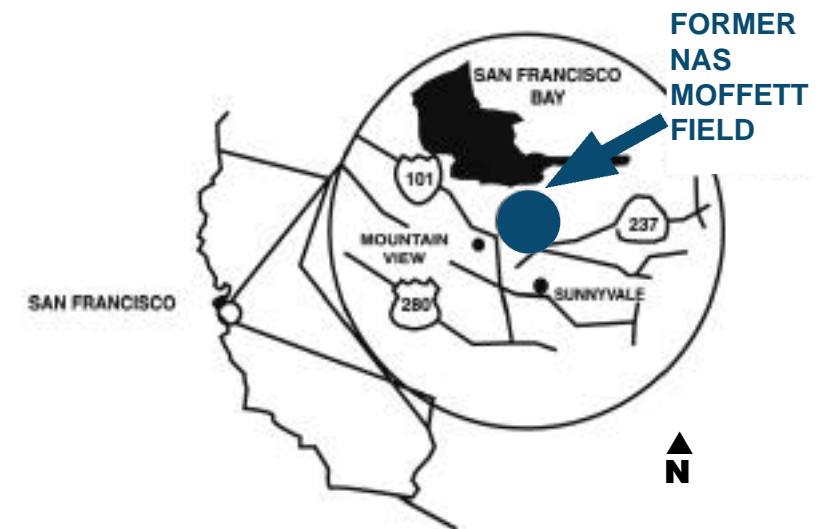 FORMER
NAS
MOFFETT
FIELD
SAN FRANCISCO
BAY
101
237
MOUNTAIN
VIEW
280
SUNNYVALE
SAN FRANCISCO
N